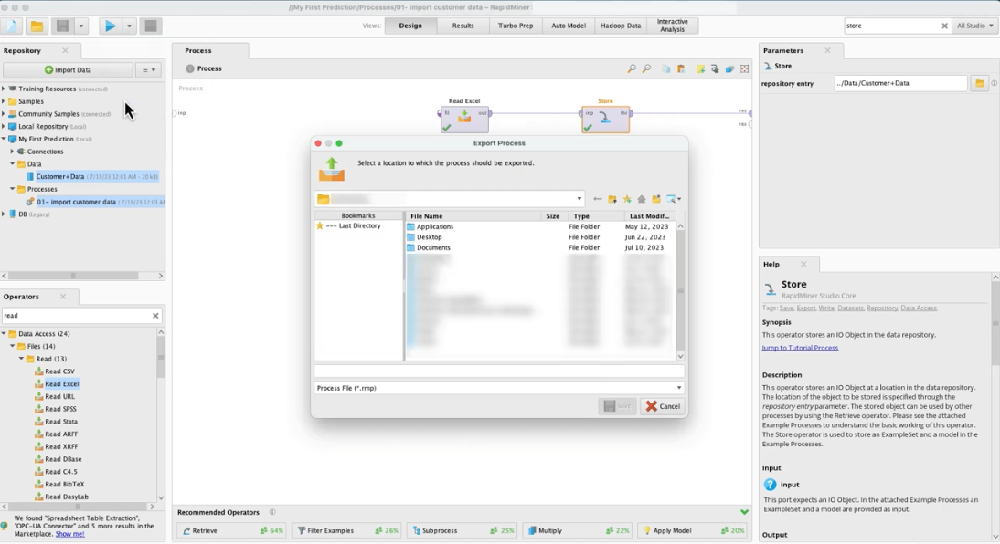 //My First Prediction/Processes/01- import customer data* – RapidMiner
Views:
Design
Results
Turbo Prep
Auto Model
Hadoop Data
Interactive
Analysis
store
All Studio
Repository
Import Data
Training Resources (connected)
Samples
Community Samples (connected)
Local Repository (Local)
My First Prediction (Local)
Connections
Data
Customer+Data (7/19/23 12:01 AM - 20 kB)
Processes
01- import customer data (7/19/23 12:03 AM
DB (Legacy)
Operators
read
Data Access (24)
Files (14)
Read (13)
Read CSV
Read Excel
Read URL
Read SPSS
Read Stata
Read ARFF
Read XRFF
Read DBase
Read C4.5
Read BibTeX
Read DasyLab
We found "Spreadsheet Table Extraction",
"OPC-UA Connector" and 5 more results in the
Marketplace. Show me!
Process
Process
Process
inp
Read Excel
fil
out
Store
inp
thr
res
res
Export Process
Select a location to which the process should be exported.
Bookmarks
--- Last Directory
File Name
Size
Type
Last Modif...
Applications
File Folder
May 12, 2023
Desktop
File Folder
Jun 22, 2023
Documents
File Folder
Jul 10, 2023
Process File (*.rmp)
Save
Cancel
Recommended Operators
Retrieve
64%
Filter Examples
26%
Subprocess
25%
Multiply
22%
Apply Model
20%
Parameters
Store
repository entry
../Data/Customer+Data
Help
Store
RapidMiner Studio Core
Tags: Save, Export, Write, Datasets, Repository, Data Access
Synopsis
This operator stores an IO Object in the data repository.
Jump to Tutorial Process
Description
This operator stores an IO Object at a location in the data repository.
The location of the object to be stored is specified through the
repository entry parameter. The stored object can be used by other
processes by using the Retrieve operator. Please see the attached
Example Processes to understand the basic working of this operator.
The Store operator is used to store an ExampleSet and a model in the
Example Processes.
Input
input
This port expects an IO Object. In the attached Example Processes an
ExampleSet and a model are provided as input.
Output